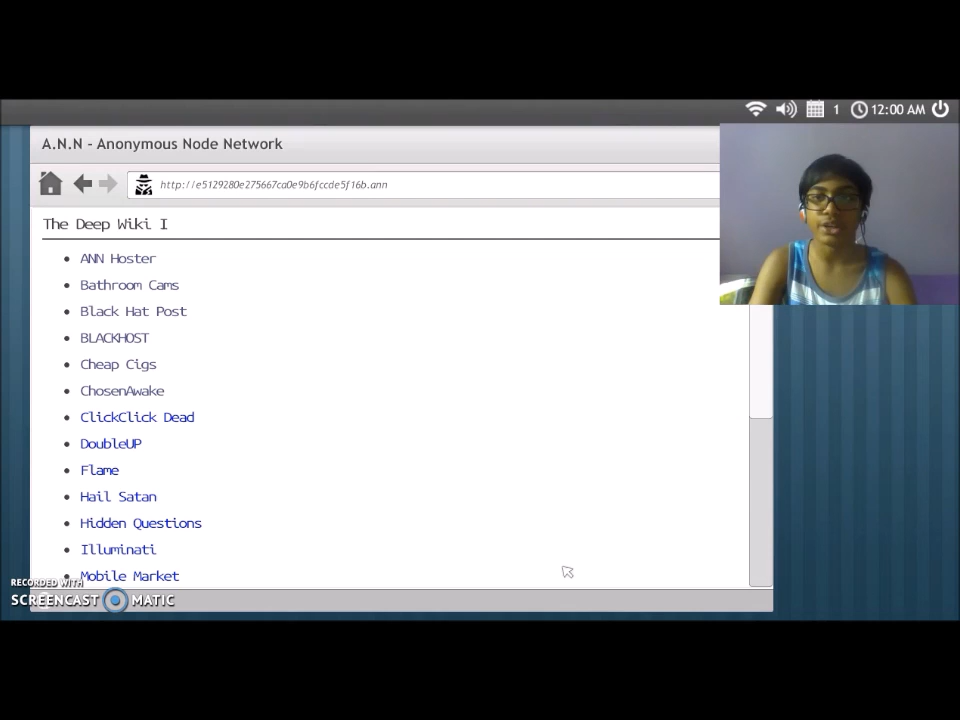 1 12:00 AM
A.N.N - Anonymous Node Network
http://e5129280e275667ca0e9b6fccde5f16b.ann
The Deep Wiki I
ANN Hoster
Bathroom Cams
Black Hat Post
BLACKHOST
Cheap Cigs
ChosenAwake
ClickClick Dead
DoubleUP
Flame
Hail Satan
Hidden Questions
Illuminati
Mobile Market
RECORDED WITH
SCREENCAST MATIC